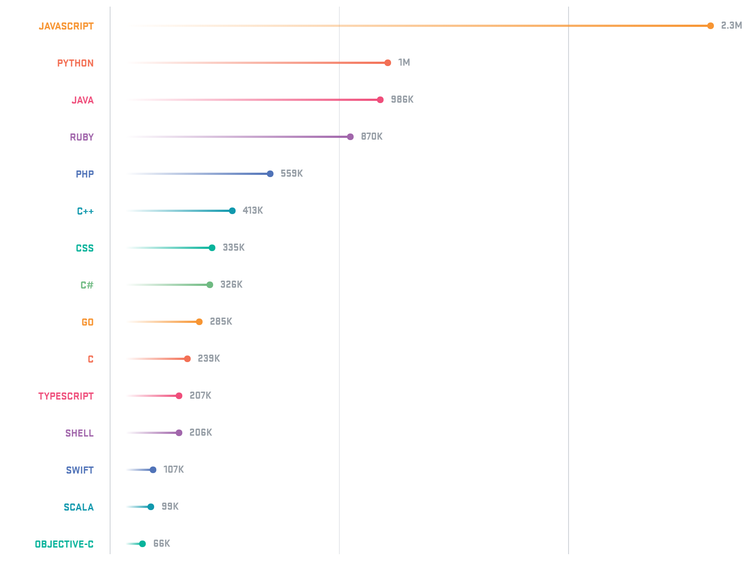 JAVASCRIPT 2.3M
PYTHON 1M
JAVA 986K
RUBY 870K
PHP 559K
C++ 413K
CSS 335K
C# 326K
GO 285K
C 239K
TYPESCRIPT 207K
SHELL 206K
SWIFT 107K
SCALA 99K
OBJECTIVE-C 66K